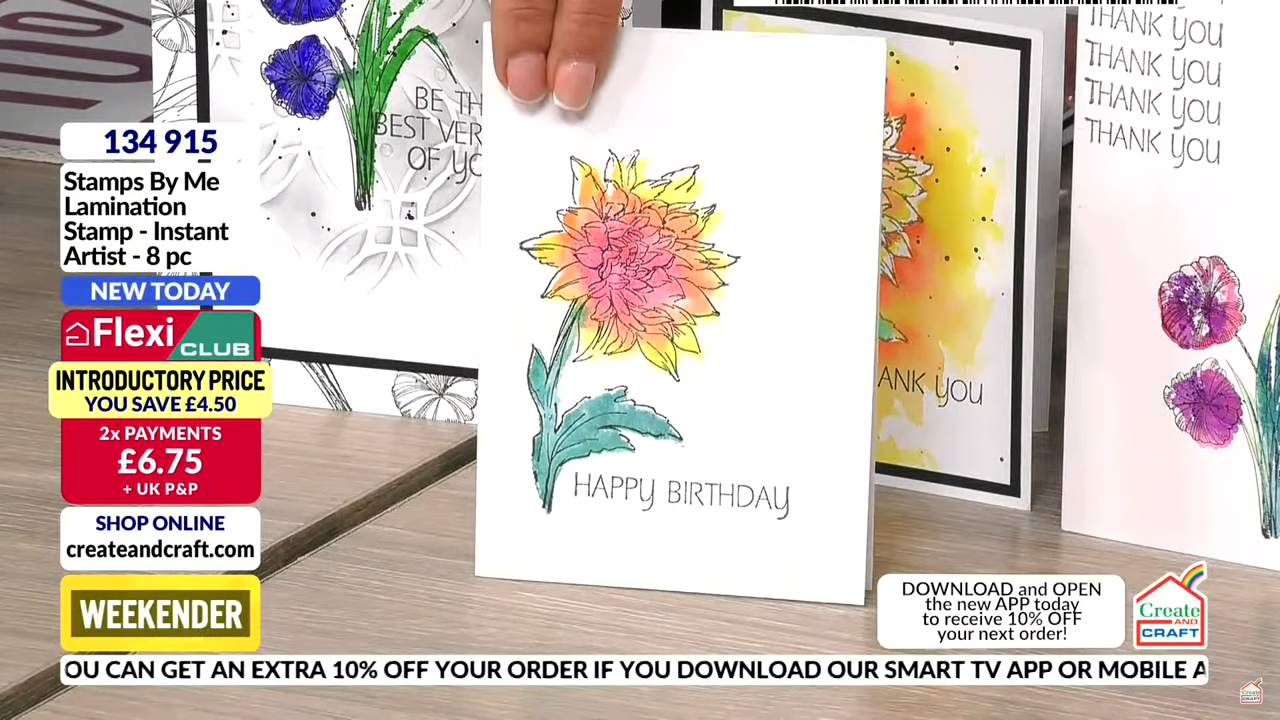 134 915
Stamps By Me
Lamination
Stamp - Instant
Artist - 8 pc
NEW TODAY
Flexi
CLUB
INTRODUCTORY PRICE
YOU SAVE £4.50
2x PAYMENTS
£6.75
+ UK P&P
SHOP ONLINE
createandcraft.com
WEEKENDER
BE TH
BEST VER
OF YO
HAPPY BIRTHDAY
ANK YOU
THANK YOU
THANK YOU
THANK YOU
THANK YOU
DOWNLOAD and OPEN
the new APP today
to receive 10% OFF
your next order!
Create
AND
CRAFT
OU CAN GET AN EXTRA 10% OFF YOUR ORDER IF YOU DOWNLOAD OUR SMART TV APP OR MOBILE A